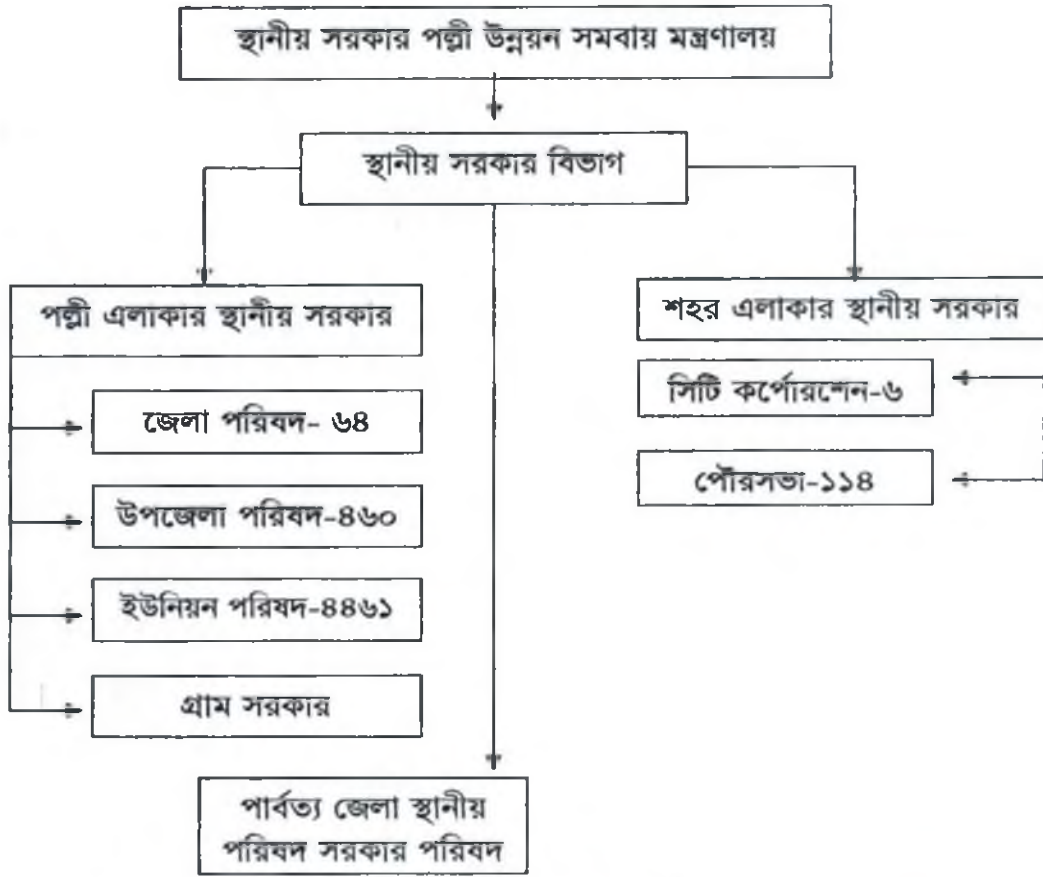 স্থানীয় সরকার পল্লী উন্নয়ন সমবায় মন্ত্রণালয়
স্থানীয় সরকার বিভাগ
পল্লী এলাকার স্থানীয় সরকার
জেলা পরিষদ- ৬৪
উপজেলা পরিষদ-৪৬০
ইউনিয়ন পরিষদ-৪৪৬১
গ্রাম সরকার
শহর এলাকার স্থানীয় সরকার
সিটি কর্পোরশেন-৬
পৌরসভা-১১৪
পার্বত্য জেলা স্থানীয়
পরিষদ সরকার পরিষদ